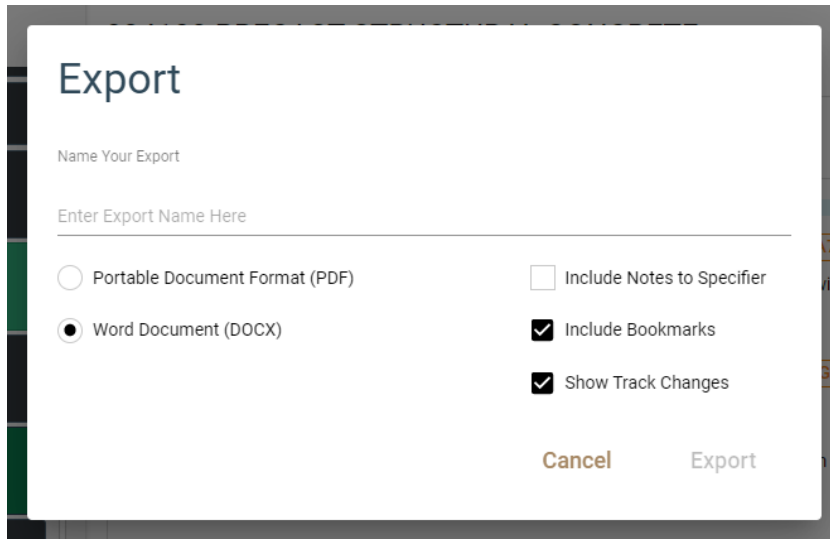 Export
Name Your Export
Enter Export Name Here
Portable Document Format (PDF)
Include Notes to Specifier
Word Document (DOCX)
Include Bookmarks
Show Track Changes
Cancel
Export